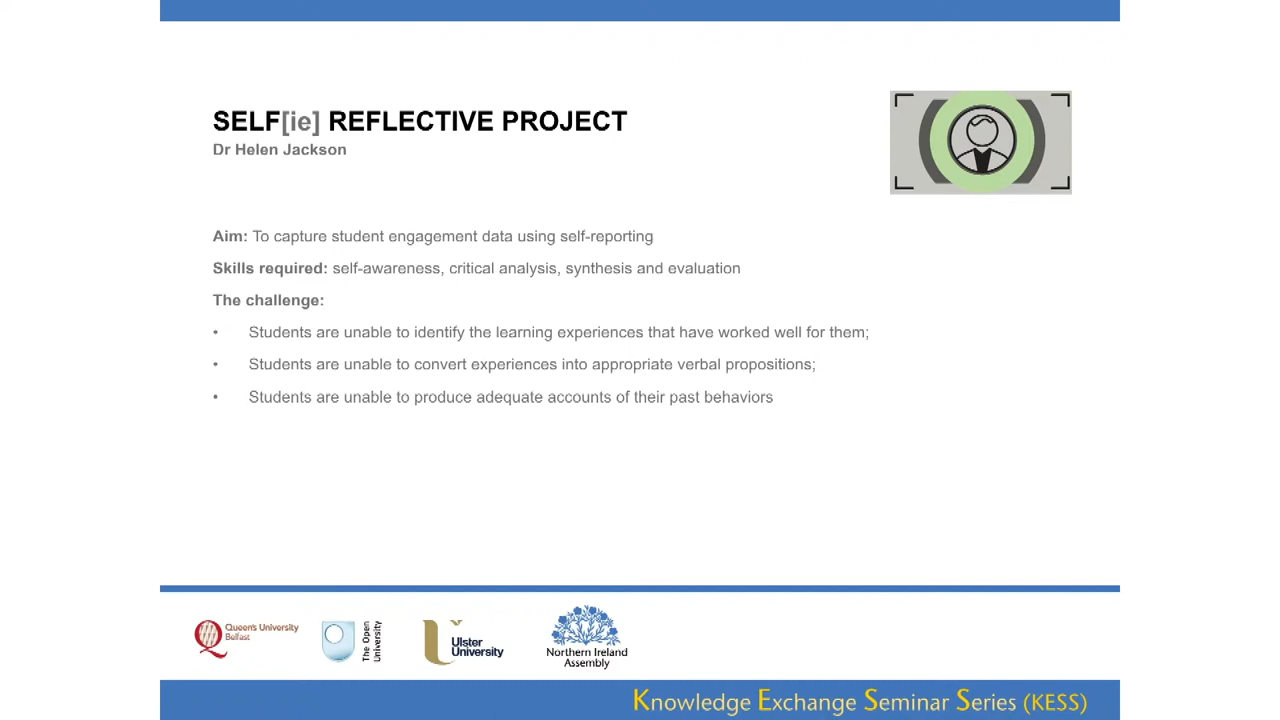 SELF[ie] REFLECTIVE PROJECT
Dr Helen Jackson
Aim: To capture student engagement data using self-reporting
Skills required: self-awareness, critical analysis, synthesis and evaluation
The challenge:
• Students are unable to identify the learning experiences that have worked well for them;
• Students are unable to convert experiences into appropriate verbal propositions;
• Students are unable to produce adequate accounts of their past behaviors
Queen's University
Belfast
The Open
University
Ulster
University
Northern Ireland
Assembly
Knowledge Exchange Seminar Series (KESS)